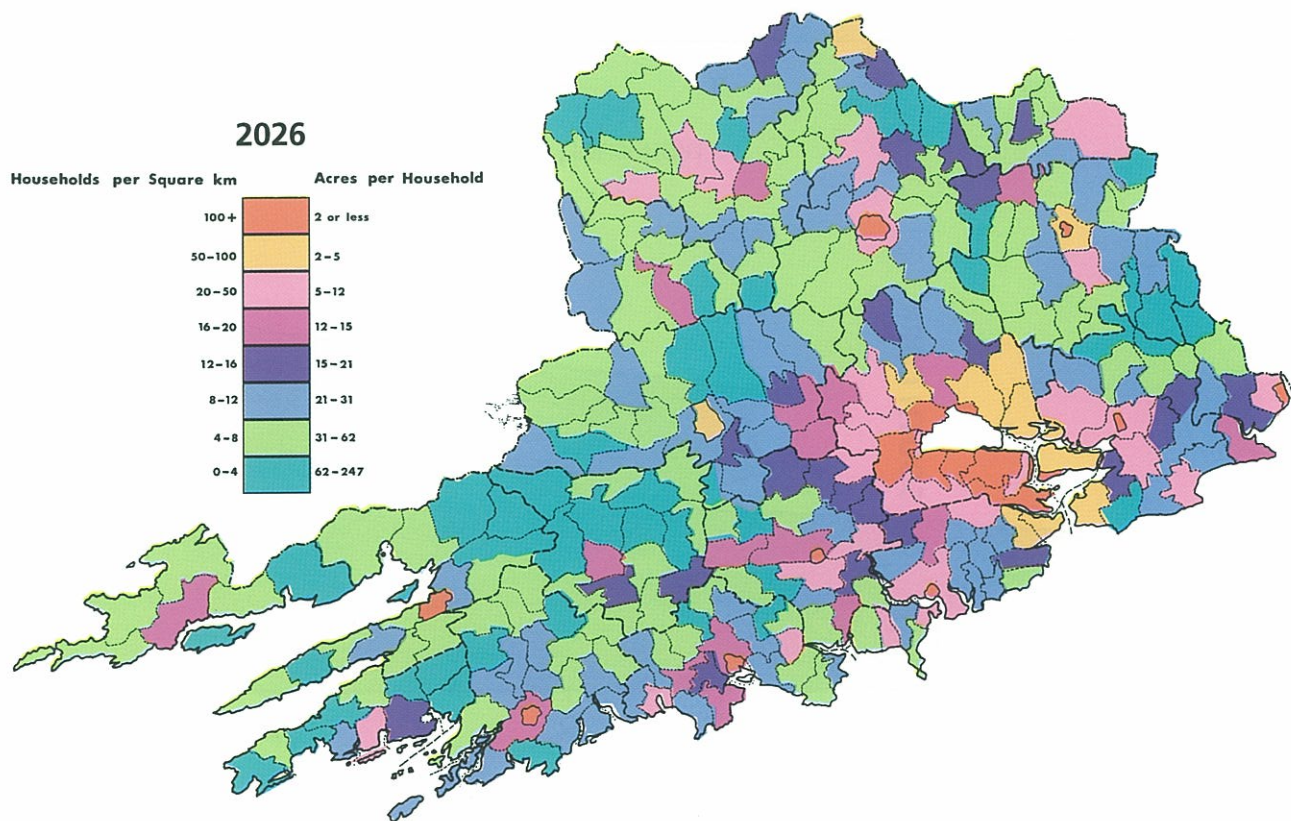 2026
Households per Square km
Acres per Household
100+ 2 or less
50-100 2-5
20-50 5-12
16-20 12-15
12-16 15-21
8-12 21-31
4-8 31-62
0-4 62-247